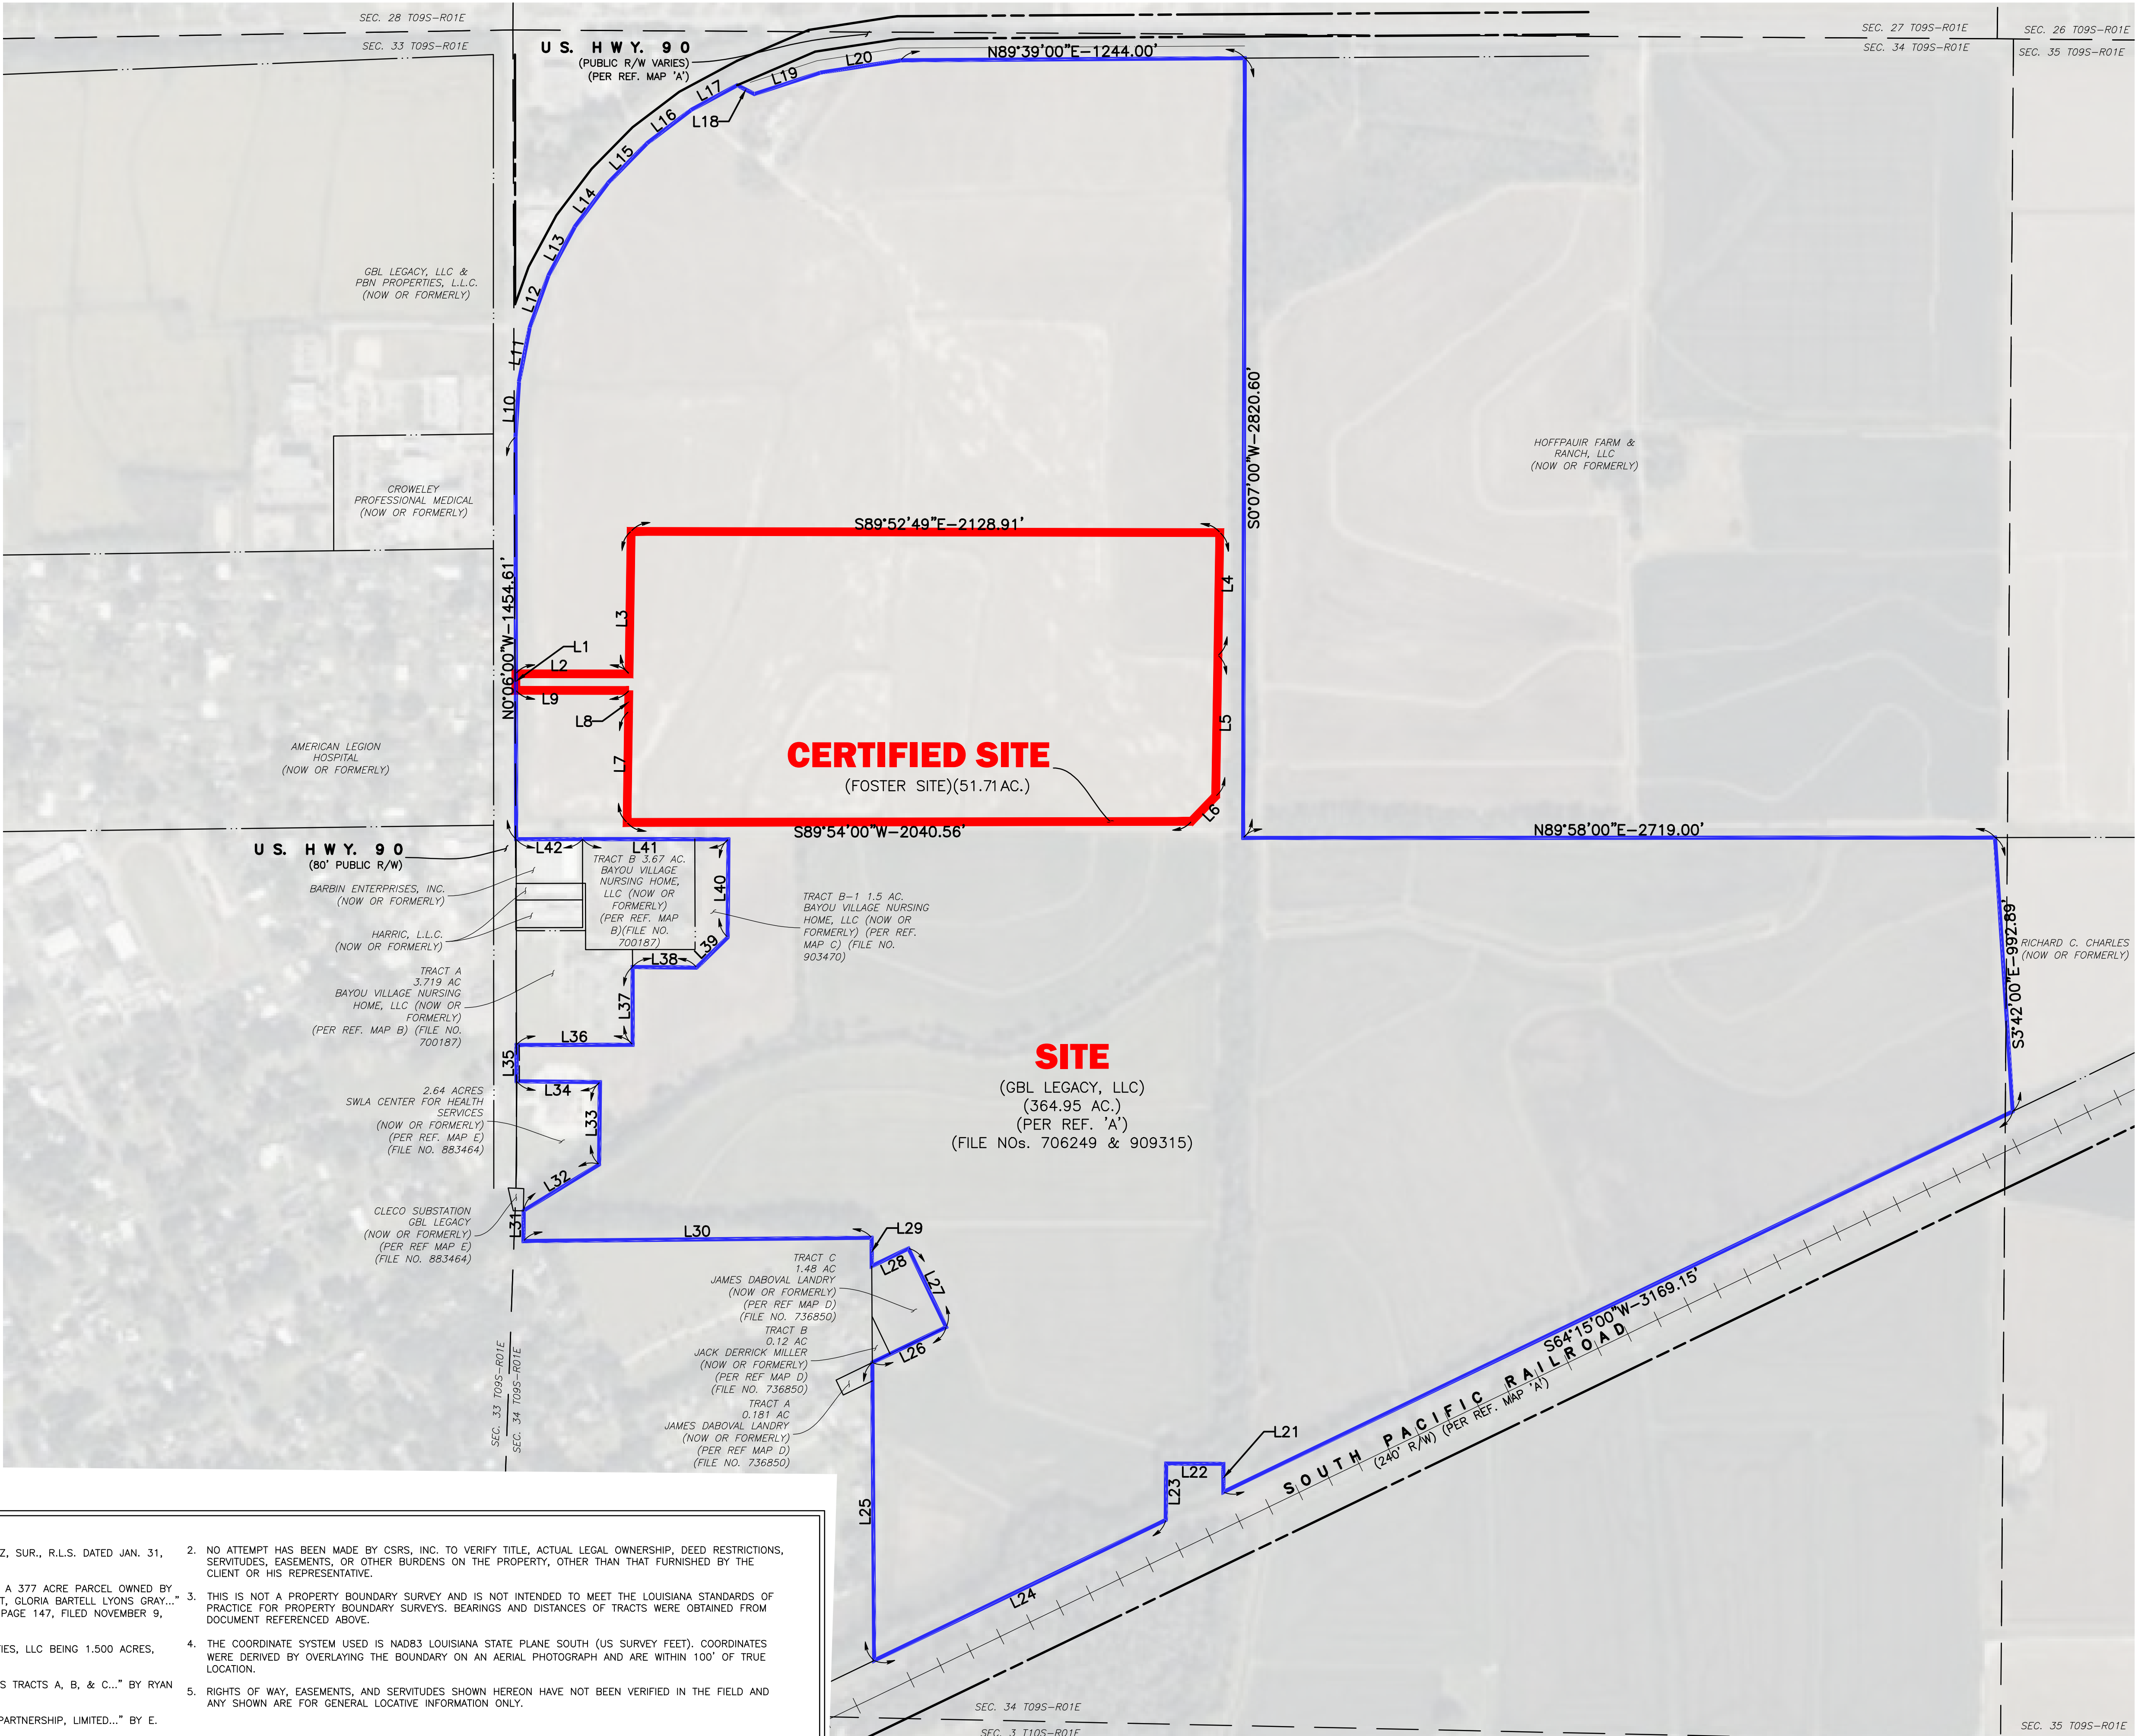 SEC. 28 T09S-R01E
SEC. 33 T09S-R01E
U S. H W Y. 9 0
(PUBLIC R/W VARIES)
(PER REF. MAP 'A')
SEC. 27 T09S-R01E
SEC. 34 T09S-R01E
SEC. 26 T09S-R01E
SEC. 35 T09S-R01E
N89°39'00"E-1244.00'
L20
L19
L18
L17
L16
L15
L14
L13
L12
L11
L10
GBL LEGACY, LLC &
PBN PROPERTIES, L.L.C.
(NOW OR FORMERLY)
S0°07'00"W-2820.60'
HOFFPAUIR FARM &
RANCH, LLC
(NOW OR FORMERLY)
CROWELEY
PROFESSIONAL MEDICAL
(NOW OR FORMERLY)
N0°06'00"W-1454.61'
S89°52'49"E-2128.91'
L4
L3
L1
L2
L9
L8
L7
L5
L6
AMERICAN LEGION
HOSPITAL
(NOW OR FORMERLY)
CERTIFIED SITE
(FOSTER SITE)(51.71AC.)
S89°54'00"W-2040.56'
N89°58'00"E-2719.00'
U S. H W Y. 9 0
(80' PUBLIC R/W)
L42
L41
L40
TRACT B 3.67 AC.
BAYOU VILLAGE
NURSING HOME,
LLC (NOW OR
FORMERLY)
(PER REF. MAP
B)(FILE NO.
700187)
BARBIN ENTERPRISES, INC.
(NOW OR FORMERLY)
HARRIC, L.L.C.
(NOW OR FORMERLY)
TRACT B-1 1.5 AC.
BAYOU VILLAGE NURSING
HOME, LLC (NOW OR
FORMERLY) (PER REF.
MAP C) (FILE NO.
903470)
L39
L38
L37
TRACT A
3.719 AC
BAYOU VILLAGE NURSING
HOME, LLC (NOW OR
FORMERLY)
(PER REF. MAP B) (FILE NO.
700187)
L36
L35
L34
L33
L32
L31
S3°42'00"E-992.89'
RICHARD C. CHARLES
(NOW OR FORMERLY)
2.64 ACRES
SWLA CENTER FOR HEALTH
SERVICES
(NOW OR FORMERLY)
(PER REF. MAP E)
(FILE NO. 883464)
SITE
(GBL LEGACY, LLC)
(364.95 AC.)
(PER REF. 'A')
(FILE NOs. 706249 & 909315)
CLECO SUBSTATION
GBL LEGACY
(NOW OR FORMERLY)
(PER REF MAP E)
(FILE NO. 883464)
L30
L29
L28
L27
L26
TRACT C
1.48 AC
JAMES DABOVAL LANDRY
(NOW OR FORMERLY)
(PER REF MAP D)
(FILE NO. 736850)
TRACT B
0.12 AC
JACK DERRICK MILLER
(NOW OR FORMERLY)
(PER REF MAP D)
(FILE NO. 736850)
TRACT A
0.181 AC
JAMES DABOVAL LANDRY
(NOW OR FORMERLY)
(PER REF MAP D)
(FILE NO. 736850)
SEC. 33 T09S-R01E
SEC. 34 T09S-R01E
S64°15'00"W-3169.15'
SOUTH PACIFIC RAILROAD
(240' R/W) (PER REF. MAP 'A')
L21
L22
L23
L24
L25
Z, SUR., R.L.S. DATED JAN. 31,
A 377 ACRE PARCEL OWNED BY
T, GLORIA BARTELL LYONS GRAY..."
PAGE 147, FILED NOVEMBER 9,
IES, LLC BEING 1.500 ACRES,
S TRACTS A, B, & C..." BY RYAN
PARTNERSHIP, LIMITED..." BY E.
2. NO ATTEMPT HAS BEEN MADE BY CSRS, INC. TO VERIFY TITLE, ACTUAL LEGAL OWNERSHIP, DEED RESTRICTIONS,
SERVITUDES, EASEMENTS, OR OTHER BURDENS ON THE PROPERTY, OTHER THAN THAT FURNISHED BY THE
CLIENT OR HIS REPRESENTATIVE.
3. THIS IS NOT A PROPERTY BOUNDARY SURVEY AND IS NOT INTENDED TO MEET THE LOUISIANA STANDARDS OF
PRACTICE FOR PROPERTY BOUNDARY SURVEYS. BEARINGS AND DISTANCES OF TRACTS WERE OBTAINED FROM
DOCUMENT REFERENCED ABOVE.
4. THE COORDINATE SYSTEM USED IS NAD83 LOUISIANA STATE PLANE SOUTH (US SURVEY FEET). COORDINATES
WERE DERIVED BY OVERLAYING THE BOUNDARY ON AN AERIAL PHOTOGRAPH AND ARE WITHIN 100' OF TRUE
LOCATION.
5. RIGHTS OF WAY, EASEMENTS, AND SERVITUDES SHOWN HEREON HAVE NOT BEEN VERIFIED IN THE FIELD AND
ANY SHOWN ARE FOR GENERAL LOCATIVE INFORMATION ONLY.
SEC. 34 T09S-R01E
SEC. 3 T10S-R01E
SEC. 35 T09S-R01E